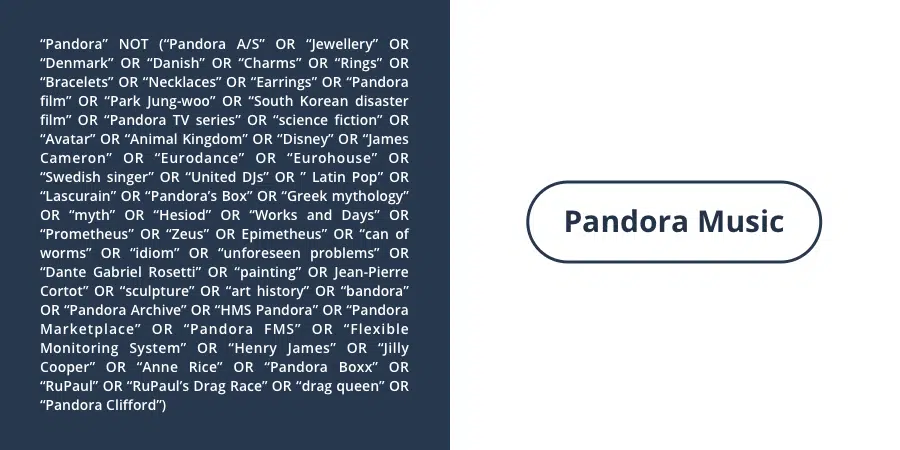 “Pandora” NOT (“Pandora A/S” OR “Jewellery” OR
“Denmark” OR “Danish” OR “Charms” OR “Rings” OR
“Bracelets” OR “Necklaces” OR “Earrings” OR “Pandora
film” OR “Park Jung-woo” OR “South Korean disaster
film” OR “Pandora TV series” OR “science fiction” OR
“Avatar” OR “Animal Kingdom” OR “Disney” OR “James
Cameron” OR “Eurodance” OR “Eurohouse” OR
“Swedish singer” OR “United DJs” OR ” Latin Pop” OR
“Lascurain” OR “Pandora’s Box” OR “Greek mythology”
OR “myth” OR “Hesiod” OR “Works and Days” OR
“Prometheus” OR “Zeus” OR Epimetheus” OR “can of
worms” OR “idiom” OR “unforeseen problems” OR
“Dante Gabriel Rosetti” OR “painting” OR Jean-Pierre
Cortot” OR “sculpture” OR “art history” OR “bandora”
OR “Pandora Archive” OR “HMS Pandora” OR “Pandora
Marketplace” OR “Pandora FMS” OR “Flexible
Monitoring System” OR “Henry James” OR “Jilly
Cooper” OR “Anne Rice” OR “Pandora Boxx” OR
“RuPaul” OR “RuPaul’s Drag Race” OR “drag queen” OR
“Pandora Clifford”)
Pandora Music